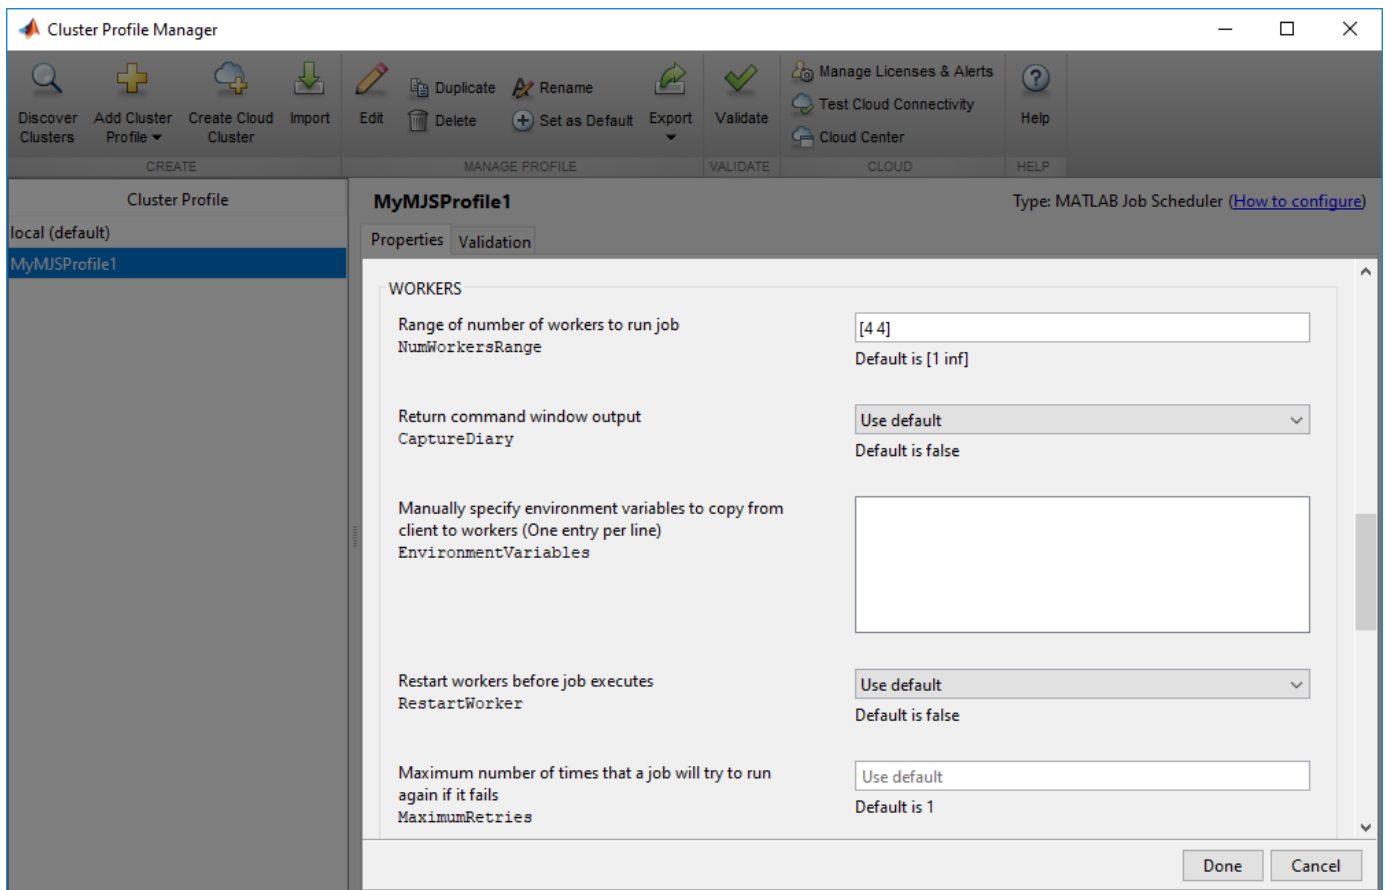 Cluster Profile Manager
Discover Clusters
Add Cluster Profile
Create Cloud Cluster
Import
CREATE
Edit
Duplicate
Delete
Rename
Set as Default
Export
MANAGE PROFILE
Validate
VALIDATE
Manage Licenses & Alerts
Test Cloud Connectivity
Cloud Center
CLOUD
Help
HELP
Cluster Profile
local (default)
MyMJSProfile1
MyMJSProfile1
Type: MATLAB Job Scheduler (How to configure)
Properties
Validation
WORKERS
Range of number of workers to run job
NumWorkersRange
[4 4]
Default is [1 inf]
Return command window output
CaptureDiary
Use default
Default is false
Manually specify environment variables to copy from
client to workers (One entry per line)
EnvironmentVariables
Restart workers before job executes
RestartWorker
Use default
Default is false
Maximum number of times that a job will try to run
again if it fails
MaximumRetries
Use default
Default is 1
Done
Cancel